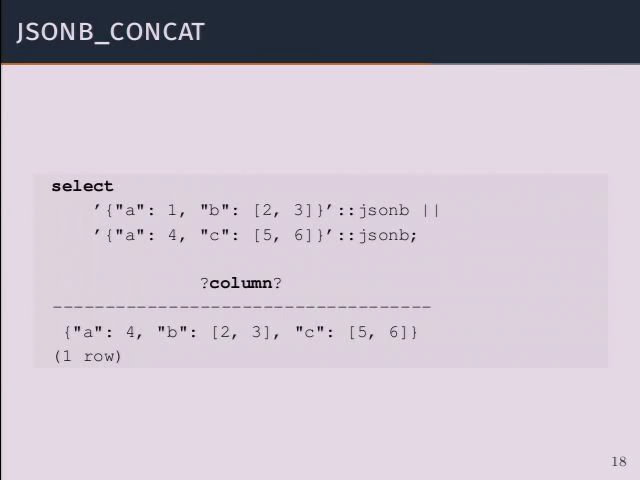 JSONB_CONCAT
select
’{"a": 1, "b": [2, 3]}’::jsonb ||
’{"a": 4, "c": [5, 6]}’::jsonb;
?column?
------------------------------------
{"a": 4, "b": [2, 3], "c": [5, 6]}
(1 row)
18